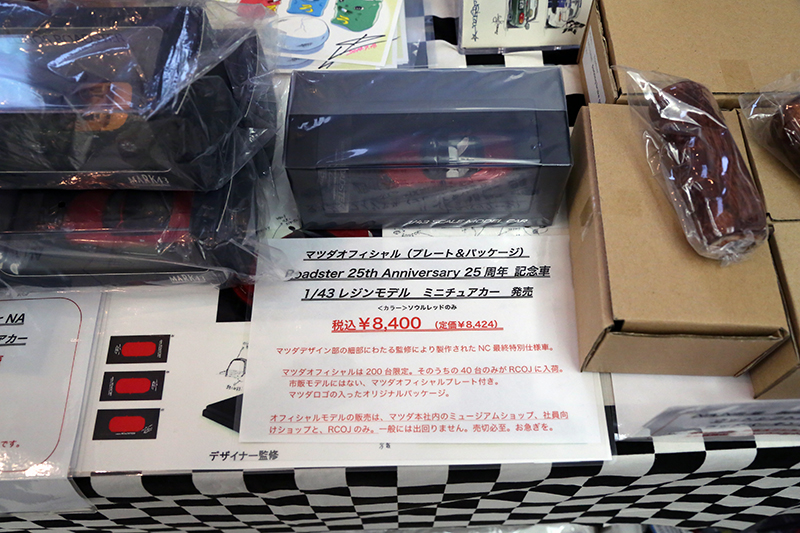 MARK43
MARK43
1/43 SCALE MODEL CAR
マツダオフィシャル（プレート＆パッケージ）
Roadster 25th Anniversary 25周年 記念車
1/43レジンモデル ミニチュアカー 発売
＜カラー＞ソウルレッドのみ
税込￥8,400 （定価￥8,424）
マツダデザイン部の細部にわたる監修により製作されたNC最終特別仕様車。
マツダオフィシャルは200台限定。そのうちの40台のみがRCOJに入荷。
市販モデルにはない、マツダオフィシャルプレート付き。
マツダロゴの入ったオリジナルパッケージ。
オフィシャルモデルの販売は、マツダ本社内のミュージアムショップ、社員向
けショップと、RCOJのみ。一般には出回りません。売切必至。お急ぎを。
デザイナー監修
NA
アカー
です。